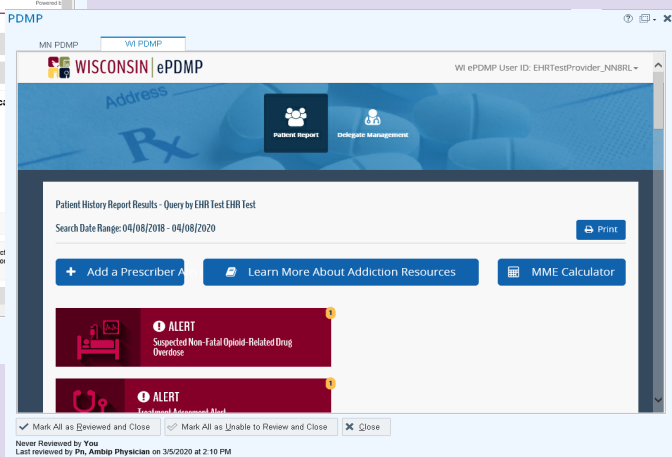 Powered b
PDMP
MN PDMP WI PDMP
WISCONSIN ePDMP
WI ePDMP User ID: EHRTestProvider_NN8RL
Address
Rx
Patient Report
Delegate Management
Patient History Report Results - Query by EHR Test EHR Test
Search Date Range: 04/08/2018 - 04/08/2020
Print
Add a Prescriber A
Learn More About Addiction Resources
MME Calculator
1
ALERT
Suspected Non-Fatal Opioid-Related Drug
Overdose
1
ALERT
Treatment Agreement Alert
Mark All as Reviewed and Close
Mark All as Unable to Review and Close
Close
Never Reviewed by You
Last reviewed by Pn, Ambip Physician on 3/5/2020 at 2:10 PM